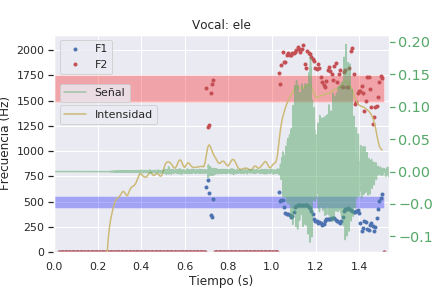 Vocal: ele
F1
F2
Señal
Intensidad
Frecuencia (Hz)
2000
1750
1500
1250
1000
750
500
250
0
0.20
0.15
0.10
0.05
0.00
−0.0
−0.1
0.0 0.2 0.4 0.6 0.8 1.0 1.2 1.4
Tiempo (s)